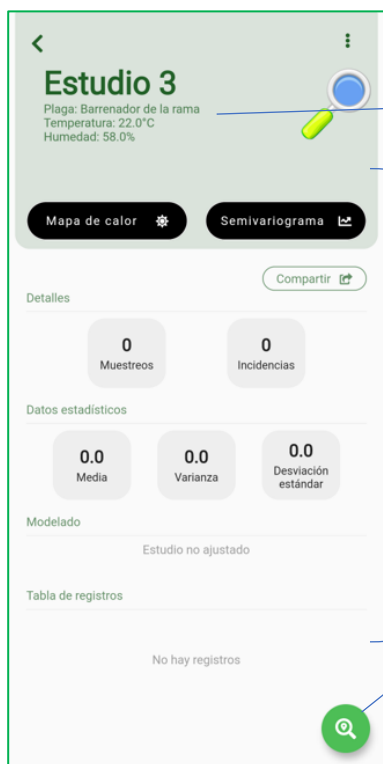 Estudio 3
Plaga: Barrenador de la rama
Temperatura: 22.0°C
Humedad: 58.0%
Mapa de calor
Semivariograma
Compartir
Detalles
0
Muestreos
0
Incidencias
Datos estadísticos
0.0
Media
0.0
Varianza
0.0
Desviación
estándar
Modelado
Estudio no ajustado
Tabla de registros
No hay registros